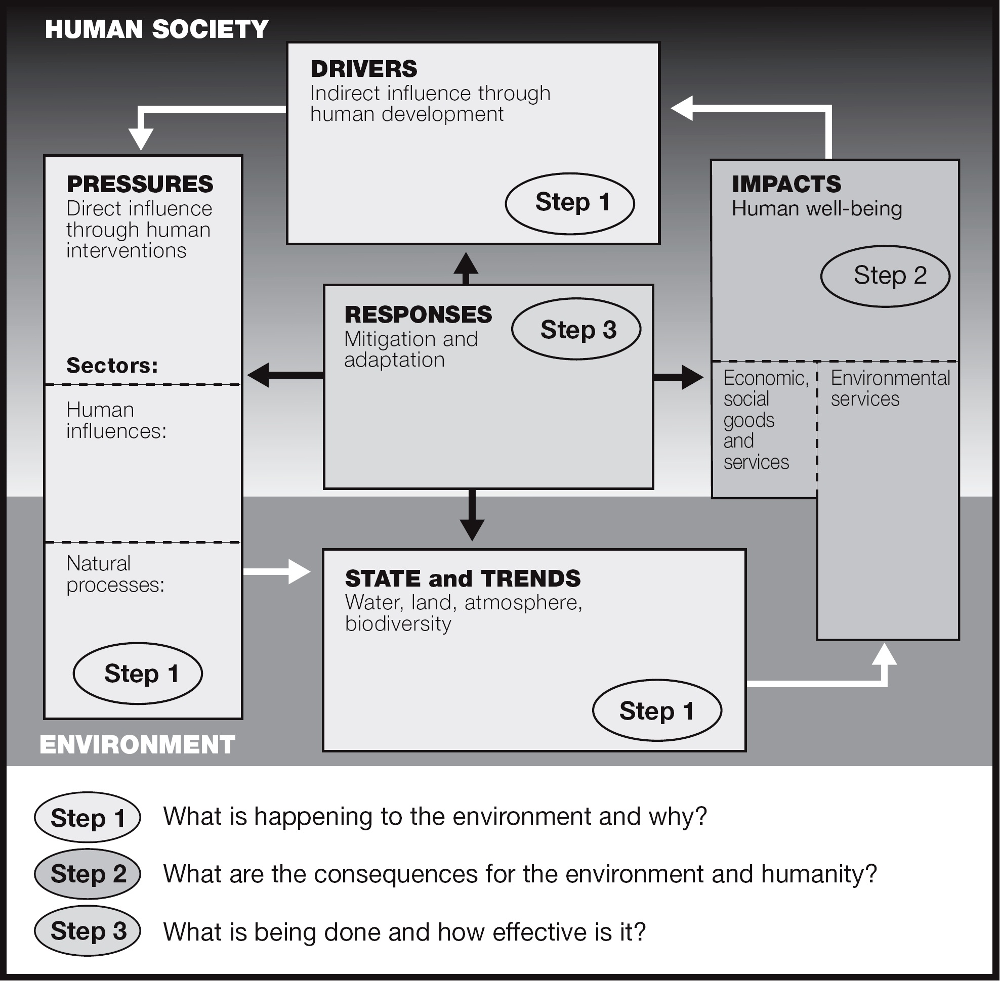 HUMAN SOCIETY
DRIVERS
Indirect influence through
human development
Step 1
PRESSURES
Direct influence
through human
interventions
Sectors:
Human
influences:
Natural
processes:
Step 1
RESPONSES
Mitigation and
adaptation
Step 3
IMPACTS
Human well-being
Step 2
Economic,
social
goods
and
services
Environmental
services
STATE and TRENDS
Water, land, atmosphere,
biodiversity
Step 1
ENVIRONMENT
Step 1 What is happening to the environment and why?
Step 2 What are the consequences for the environment and humanity?
Step 3 What is being done and how effective is it?